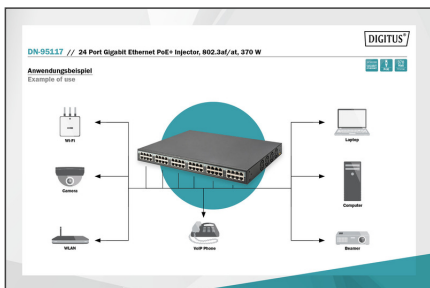 DIGITUS®
DN-95117 // 24 Port Gigabit Ethernet PoE+ Injector, 802.3af/at, 370 W
Anwendungsbeispiel
Example of use
Wi-Fi
Laptop
Camera
Computer
WLAN
VoIP Phone
Beamer